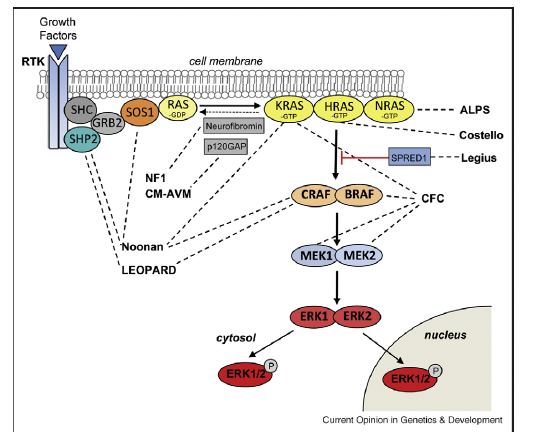 Growth
Factors
RTK
cell membrane
SHC
GRB2
SHP2
SOS1
RAS
-GDP
KRAS
-GTP
HRAS
-GTP
NRAS
-GTP
ALPS
Neurofibromin
p120GAP
Costello
SPRED1
Legius
NF1
CM-AVM
CRAF
BRAF
CFC
Noonan
LEOPARD
MEK1
MEK2
ERK1
ERK2
cytosol
nucleus
ERK1/2
P
ERK1/2
P
Current Opinion in Genetics & Development